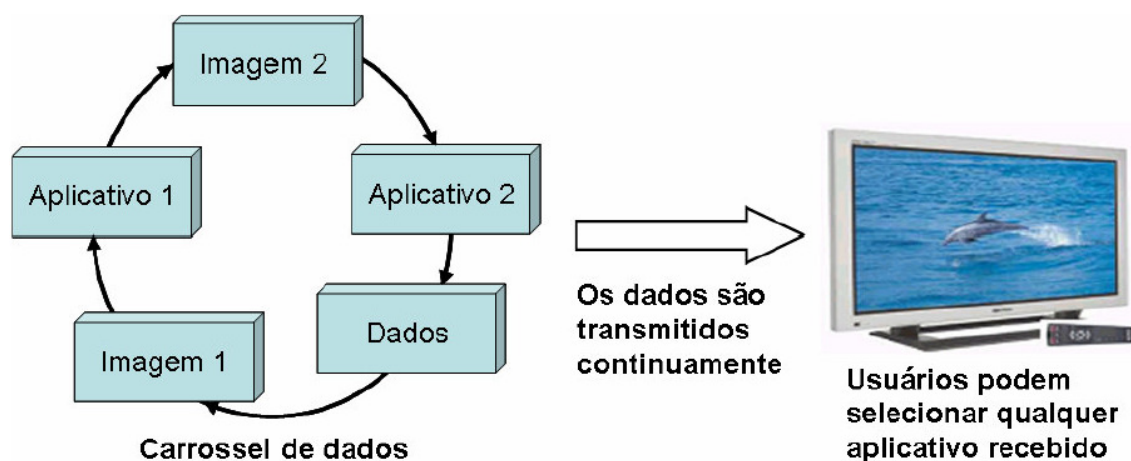 Imagem 2
Aplicativo 1
Aplicativo 2
Imagem 1
Dados
Carrossel de dados
Os dados são
transmitidos
continuamente
Usuários podem
selecionar qualquer
aplicativo recebido